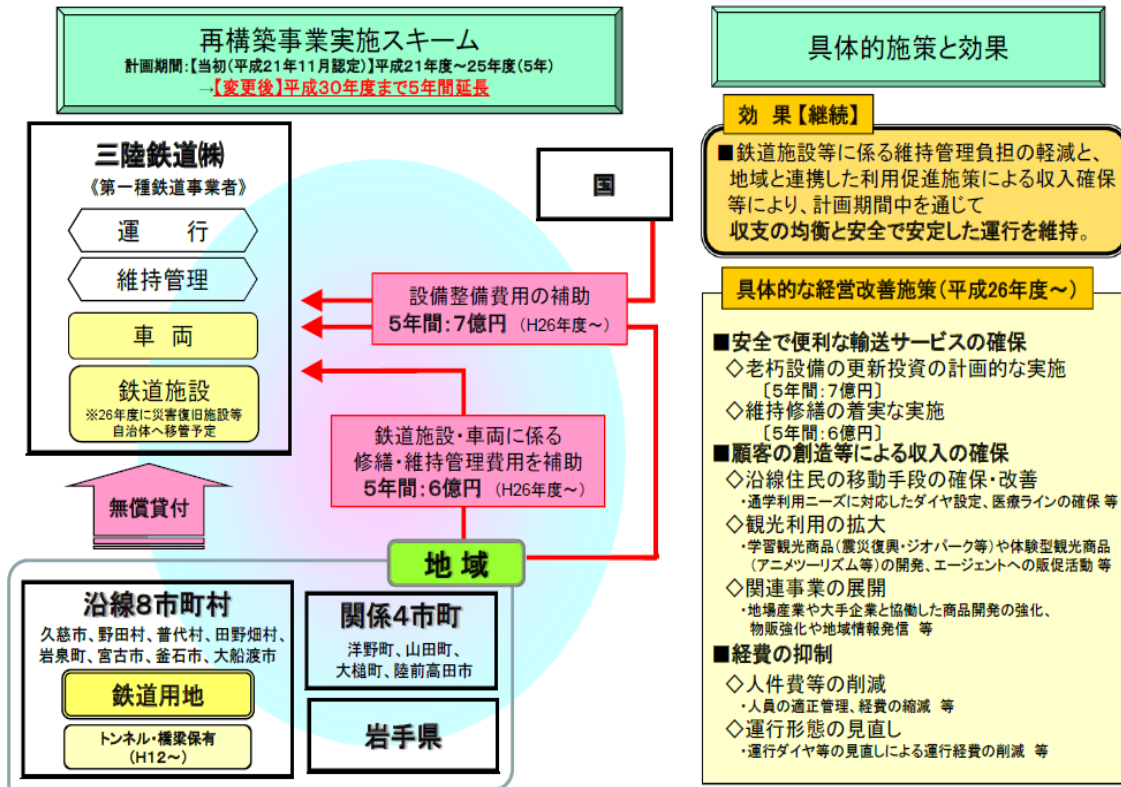 再構築事業実施スキーム
計画期間:【当初(平成21年11月認定)】平成21年度～25年度(5年)
→【変更後】平成30年度まで5年間延長
三陸鉄道㈱
《第一種鉄道事業者》
運　行
維持管理
車 両
鉄道施設
※26年度に災害復旧施設等
自治体へ移管予定
無償貸付
国
設備整備費用の補助
5年間:7億円 (H26年度～)
鉄道施設・車両に係る
修繕・維持管理費用を補助
5年間:6億円 (H26年度～)
地 域
沿線8市町村
久慈市、野田村、普代村、田野畑村、
岩泉町、宮古市、釜石市、大船渡市
鉄道用地
トンネル・橋梁保有
(H12～)
関係4市町
洋野町、山田町、
大槌町、陸前高田市
岩手県
具体的施策と効果
効 果【継続】
■鉄道施設等に係る維持管理負担の軽減と、
地域と連携した利用促進施策による収入確保
等により、計画期間中を通じて
収支の均衡と安全で安定した運行を維持。
具体的な経営改善施策(平成26年度～)
■安全で便利な輸送サービスの確保
◇老朽設備の更新投資の計画的な実施
〔5年間:7億円〕
◇維持修繕の着実な実施
〔5年間:6億円〕
■顧客の創造等による収入の確保
◇沿線住民の移動手段の確保・改善
・通学利用ニーズに対応したダイヤ設定、医療ラインの確保 等
◇観光利用の拡大
・学習観光商品(震災復興・ジオパーク等)や体験型観光商品
(アニメツーリズム等)の開発、エージェントへの販促活動 等
◇関連事業の展開
・地場産業や大手企業と協働した商品開発の強化、
物販強化や地域情報発信 等
■経費の抑制
◇人件費等の削減
・人員の適正管理、経費の縮減 等
◇運行形態の見直し
・運行ダイヤ等の見直しによる運行経費の削減 等